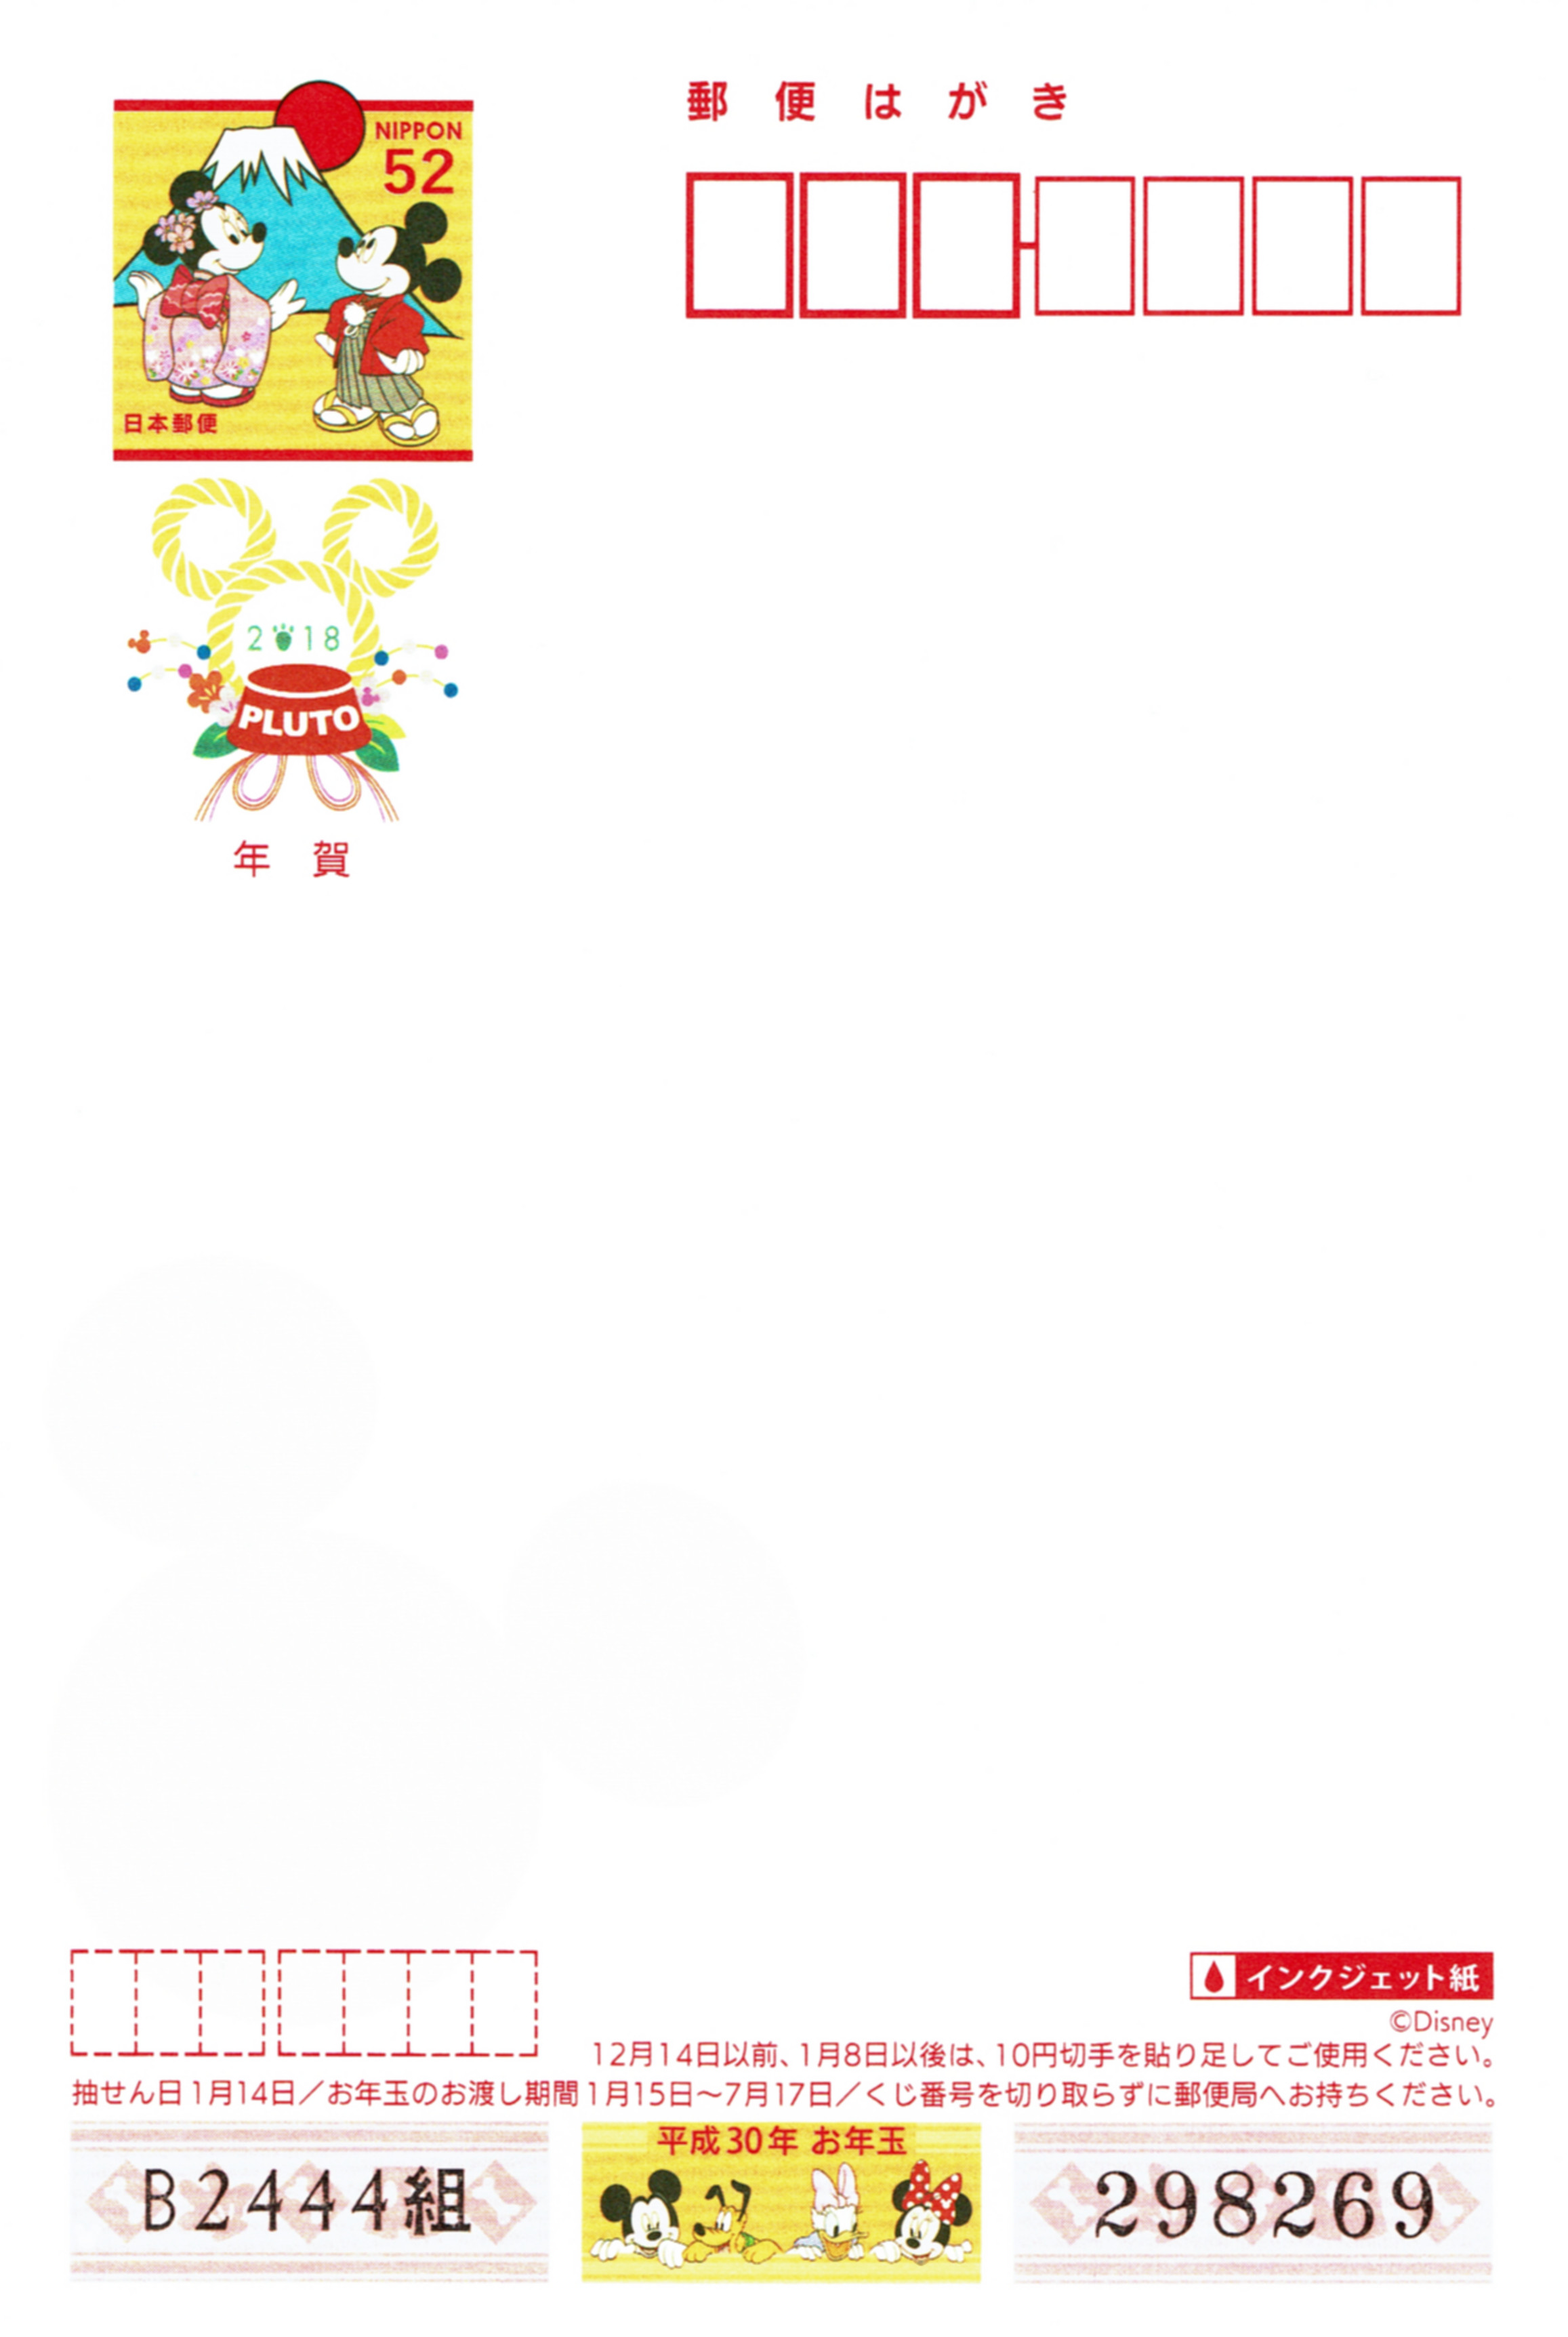 郵便はがき
NIPPON
52
日本郵便
2018
PLUTO
年賀
インクジェット紙
©Disney
12月14日以前、1月8日以後は、10円切手を貼り足してご使用ください。
抽せん日1月14日／お年玉のお渡し期間1月15日～7月17日／くじ番号を切り取らずに郵便局へお持ちください。
平成30年 お年玉
B2444組
298269